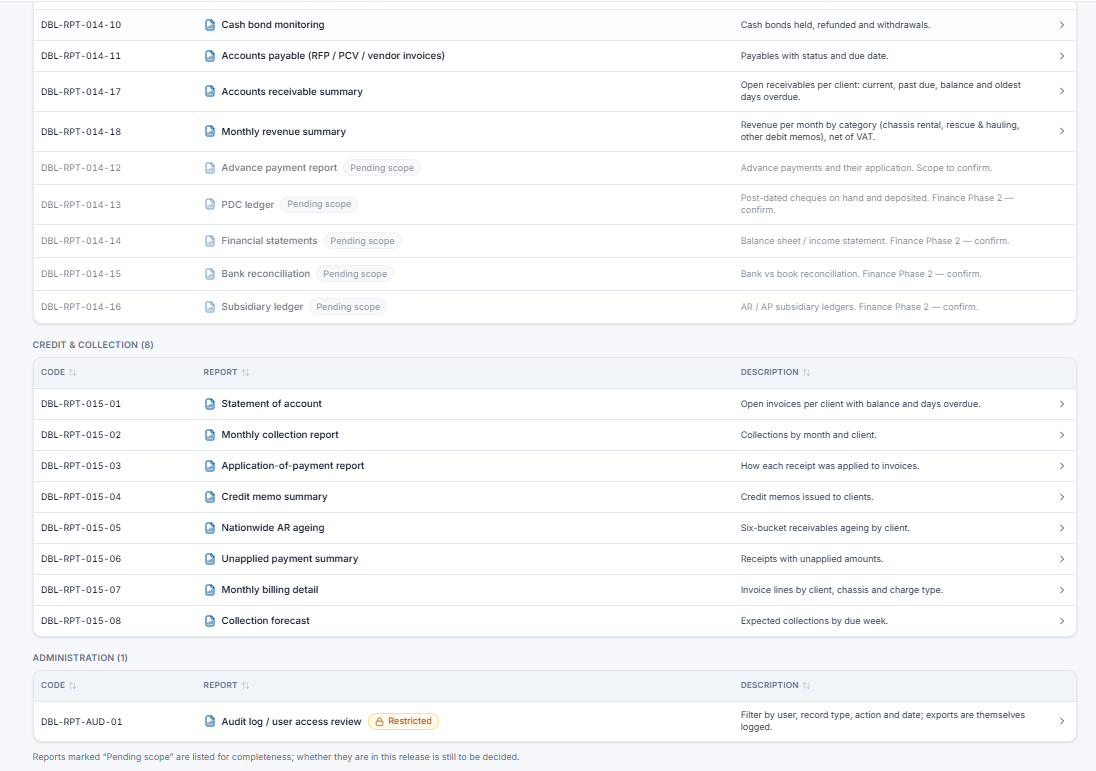 DBL-RPT-014-10 Cash bond monitoring Cash bonds held, refunded and withdrawals.
DBL-RPT-014-11 Accounts payable (RFP / PCV / vendor invoices) Payables with status and due date.
DBL-RPT-014-17 Accounts receivable summary Open receivables per client: current, past due, balance and oldest
days overdue.
DBL-RPT-014-18 Monthly revenue summary Revenue per month by category (chassis rental, rescue & hauling,
other debit memos), net of VAT.
DBL-RPT-014-12 Advance payment report Pending scope Advance payments and their application. Scope to confirm.
DBL-RPT-014-13 PDC ledger Pending scope Post-dated cheques on hand and deposited. Finance Phase 2 —
confirm.
DBL-RPT-014-14 Financial statements Pending scope Balance sheet / income statement. Finance Phase 2 — confirm.
DBL-RPT-014-15 Bank reconciliation Pending scope Bank vs book reconciliation. Finance Phase 2 — confirm.
DBL-RPT-014-16 Subsidiary ledger Pending scope AR / AP subsidiary ledgers. Finance Phase 2 — confirm.
CREDIT & COLLECTION (8)
CODE REPORT DESCRIPTION
DBL-RPT-015-01 Statement of account Open invoices per client with balance and days overdue.
DBL-RPT-015-02 Monthly collection report Collections by month and client.
DBL-RPT-015-03 Application-of-payment report How each receipt was applied to invoices.
DBL-RPT-015-04 Credit memo summary Credit memos issued to clients.
DBL-RPT-015-05 Nationwide AR ageing Six-bucket receivables ageing by client.
DBL-RPT-015-06 Unapplied payment summary Receipts with unapplied amounts.
DBL-RPT-015-07 Monthly billing detail Invoice lines by client, chassis and charge type.
DBL-RPT-015-08 Collection forecast Expected collections by due week.
ADMINISTRATION (1)
CODE REPORT DESCRIPTION
DBL-RPT-AUD-01 Audit log / user access review Restricted Filter by user, record type, action and date; exports are themselves
logged.
Reports marked “Pending scope” are listed for completeness; whether they are in this release is still to be decided.